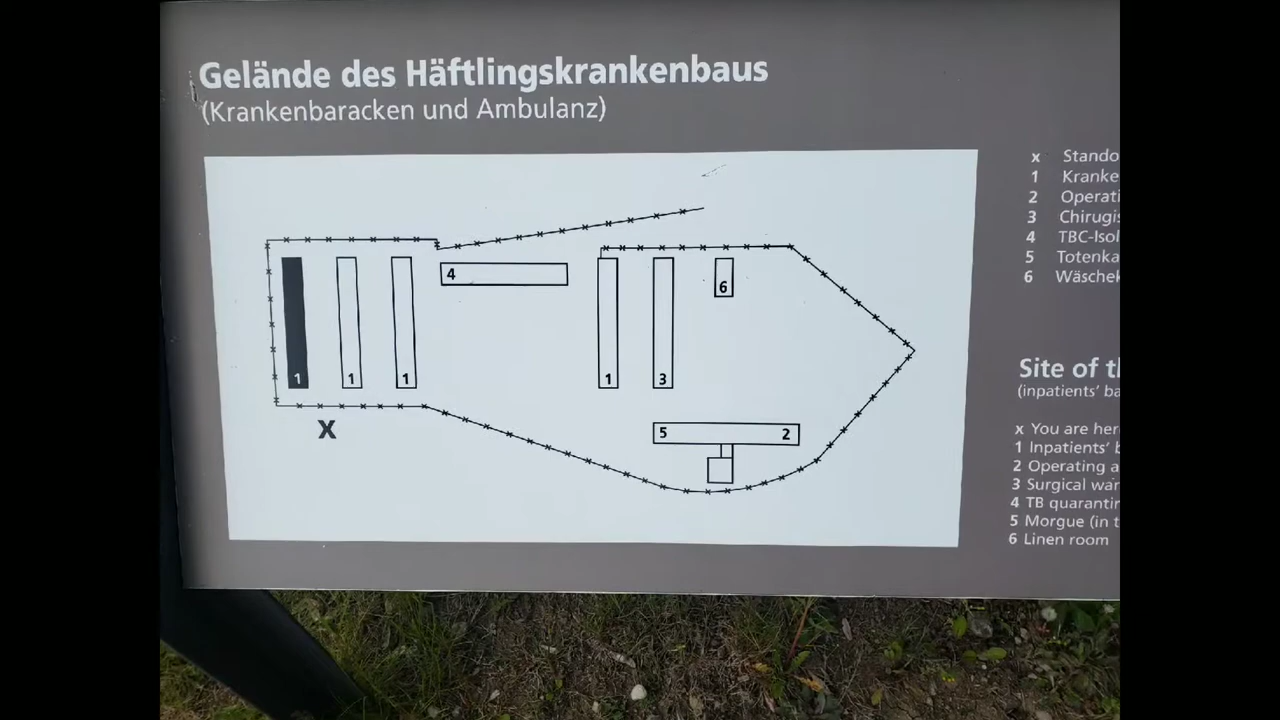 Gelände des Häftlingskrankenbaus
(Krankenbaracken und Ambulanz)
x Stando
1 Kranke
2 Operati
3 Chirugis
4 TBC-Isol
5 Totenka
6 Wäschek
4
6
1 1 1 1 3
5 2
X
Site of t
(inpatients' ba
x You are her
1 Inpatients'
2 Operating a
3 Surgical war
4 TB quarantin
5 Morgue (in t
6 Linen room